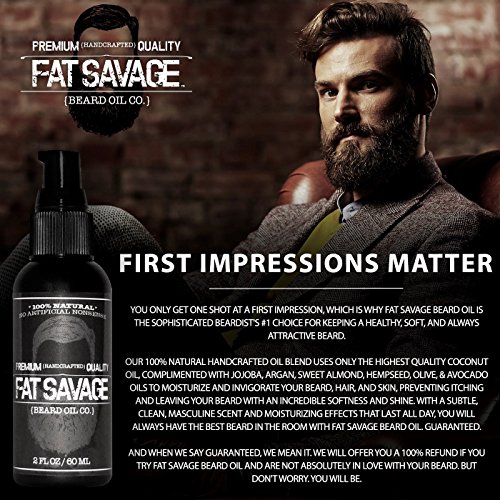 PREMIUM {HANDCRAFTED} QUALITY
FAT SAVAGE™
{BEARD OIL CO.}
FIRST IMPRESSIONS MATTER
YOU ONLY GET ONE SHOT AT A FIRST IMPRESSION, WHICH IS WHY FAT SAVAGE BEARD OIL IS
THE SOPHISTICATED BEARDIST'S #1 CHOICE FOR KEEPING A HEALTHY, SOFT, AND ALWAYS
ATTRACTIVE BEARD.
OUR 100% NATURAL HANDCRAFTED OIL BLEND USES ONLY THE HIGHEST QUALITY COCONUT
OIL, COMPLIMENTED WITH JOJOBA, ARGAN, SWEET ALMOND, HEMPSEED, OLIVE, & AVOCADO
OILS TO MOISTURIZE AND INVIGORATE YOUR BEARD, HAIR, AND SKIN, PREVENTING ITCHING
AND LEAVING YOUR BEARD WITH AN INCREDIBLE SOFTNESS AND SHINE. WITH A SUBTLE,
CLEAN, MASCULINE SCENT AND MOISTURIZING EFFECTS THAT LAST ALL DAY, YOU WILL
ALWAYS HAVE THE BEST BEARD IN THE ROOM WITH FAT SAVAGE BEARD OIL. GUARANTEED.
AND WHEN WE SAY GUARANTEED, WE MEAN IT. WE WILL OFFER YOU A 100% REFUND IF YOU
TRY FAT SAVAGE BEARD OIL AND ARE NOT ABSOLUTELY IN LOVE WITH YOUR BEARD. BUT
DON'T WORRY. YOU WILL BE.
* 100% NATURAL *
NO ARTIFICIAL NONSENSE
PREMIUM {HANDCRAFTED} QUALITY
FAT SAVAGE
{BEARD OIL CO.}
2 FL OZ / 60 ML